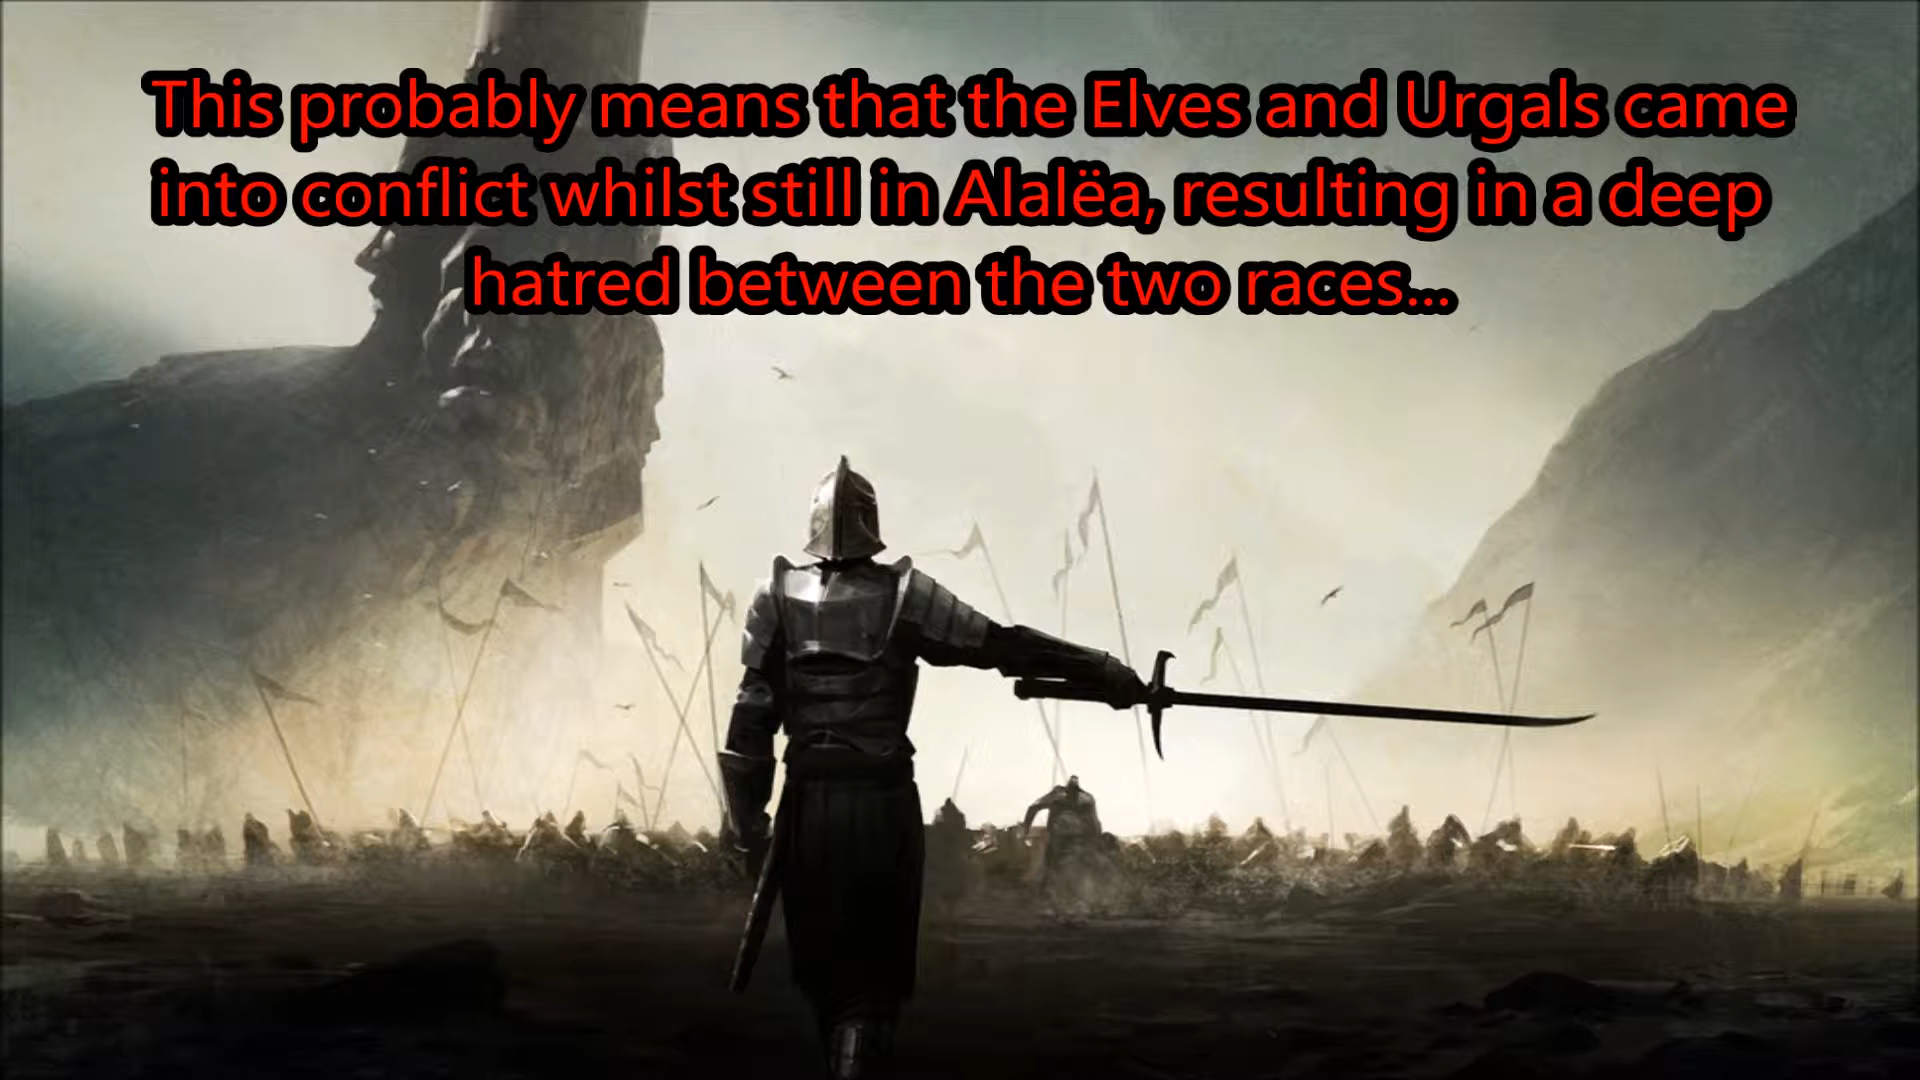 This probably means that the Elves and Urgals came
into conflict whilst still in Alalëa, resulting in a deep
hatred between the two races...